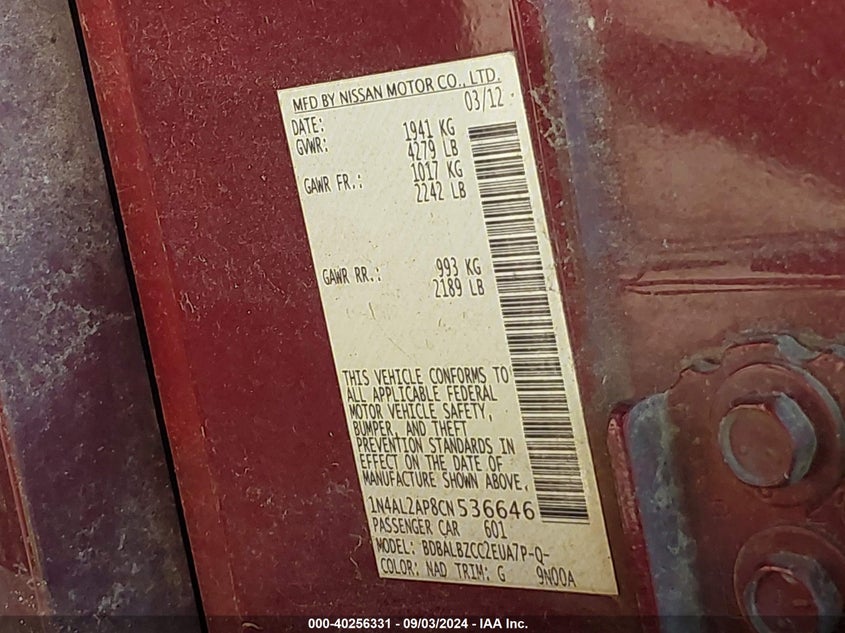 MFD BY NISSAN MOTOR CO., LTD.
DATE: 03/12
GVWR: 1941 KG
4279 LB
GAWR FR.: 1017 KG
2242 LB
GAWR RR.: 993 KG
2189 LB
THIS VEHICLE CONFORMS TO
ALL APPLICABLE FEDERAL
MOTOR VEHICLE SAFETY,
BUMPER, AND THEFT
PREVENTION STANDARDS IN
EFFECT ON THE DATE OF
MANUFACTURE SHOWN ABOVE.
1N4AL2AP8CN536646
PASSENGER CAR 601
MODEL: BDBALBZCC2EUA7P-Q-
COLOR: NAD TRIM: G 9N00A
000-40256331 - 09/03/2024 - IAA Inc.